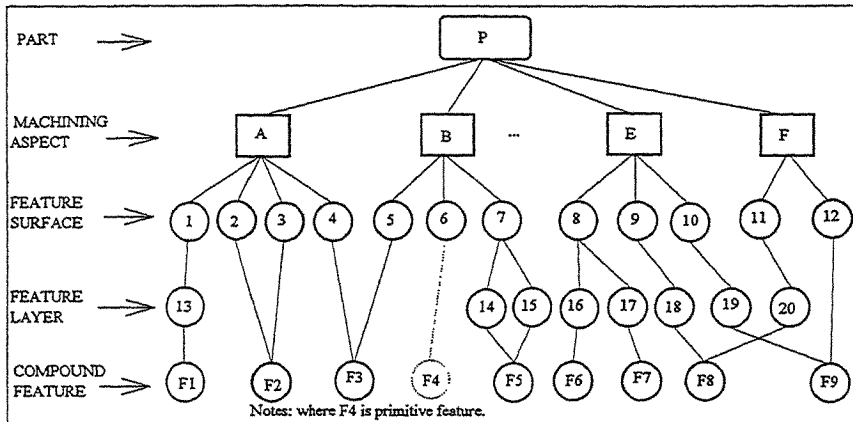 PART
P
MACHINING
ASPECT
A
B
...
E
F
FEATURE
SURFACE
1
2
3
4
5
6
7
8
9
10
11
12
FEATURE
LAYER
13
14
15
16
17
18
19
20
COMPOUND
FEATURE
F1
F2
F3
F4
F5
F6
F7
F8
F9
Notes: where F4 is primitive feature.